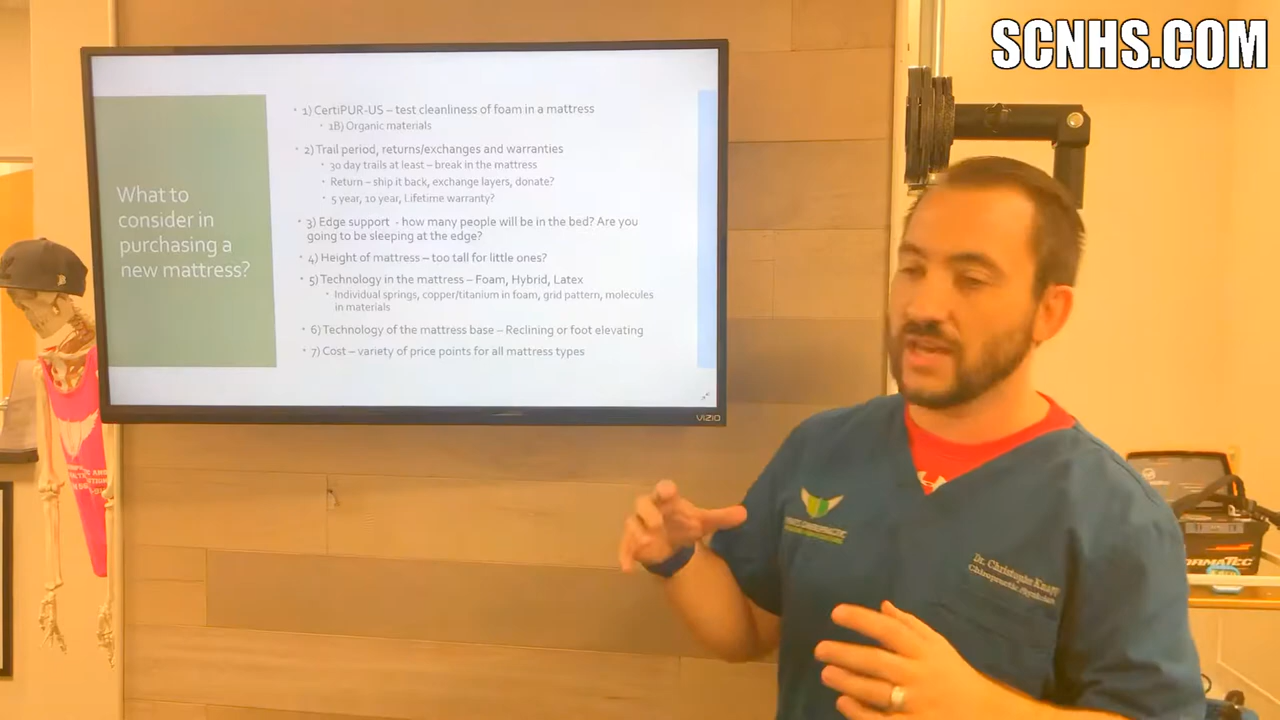 SCNHS.COM
What to
consider in
purchasing a
new mattress?
1) CertiPUR-US – test cleanliness of foam in a mattress
1B) Organic materials
2) Trail period, returns/exchanges and warranties
30 day trails at least – break in the mattress
Return – ship it back, exchange layers, donate?
5 year, 10 year, Lifetime warranty?
3) Edge support - how many people will be in the bed? Are you
going to be sleeping at the edge?
4) Height of mattress – too tall for little ones?
5) Technology in the mattress – Foam, Hybrid, Latex
Individual springs, copper/titanium in foam, grid pattern, molecules
in materials
6) Technology of the mattress base – Reclining or foot elevating
7) Cost – variety of price points for all mattress types
VIZIO
Dr. Christopher
Chiropractic Physician